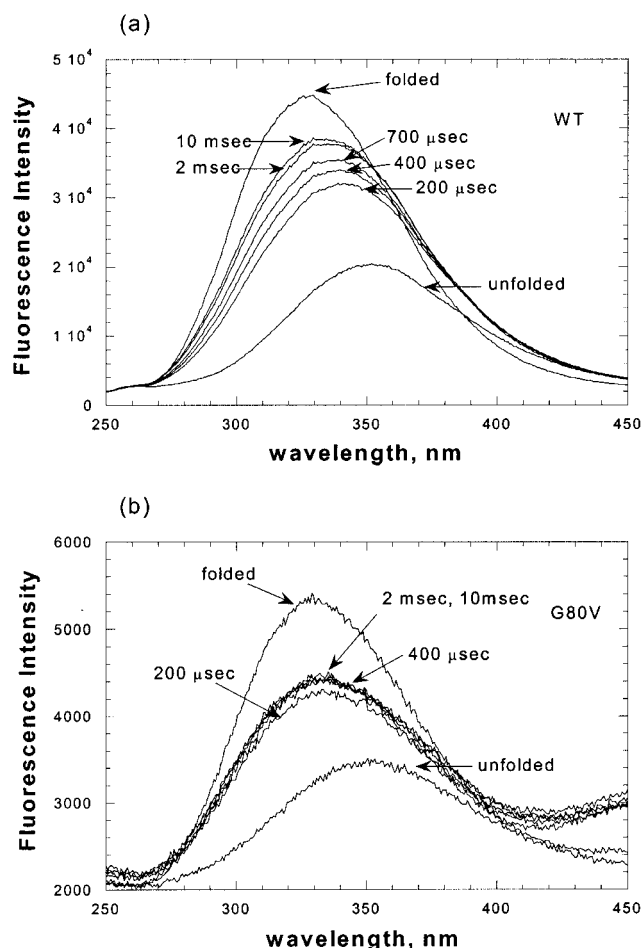 (a)
5 10⁴
4 10⁴
3 10⁴
2 10⁴
1 10⁴
0
Fluorescence Intensity
folded
WT
10 msec
700 μsec
2 msec
400 μsec
200 μsec
unfolded
250 300 350 400 450
wavelength, nm
(b)
6000
5000
4000
3000
2000
Fluorescence Intensity
folded
2 msec, 10msec
G80V
400 μsec
200 μsec
unfolded
250 300 350 400 450
wavelength, nm